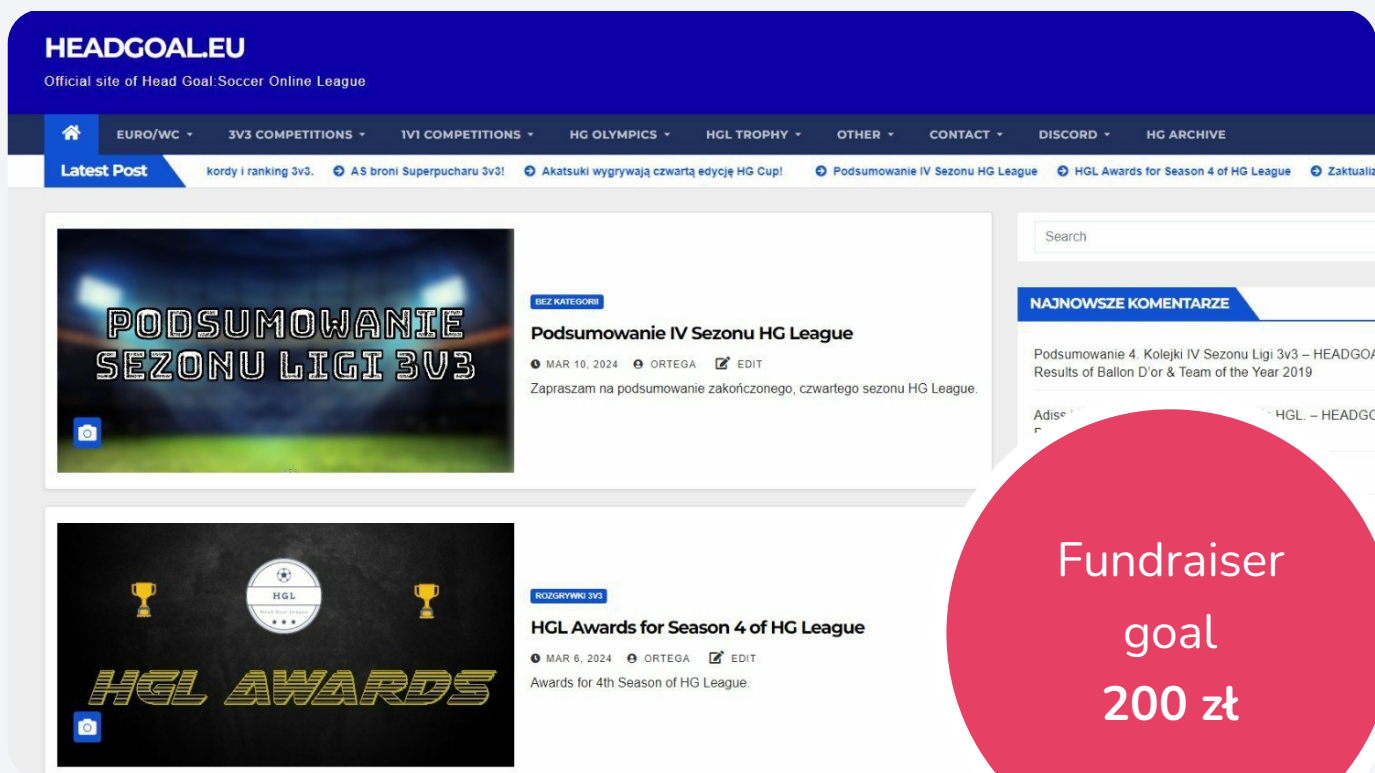 HEADGOAL.EU
Official site of Head Goal:Soccer Online League
EURO/WC 3V3 COMPETITIONS 1V1 COMPETITIONS HG OLYMPICS HGL TROPHY OTHER CONTACT DISCORD HG ARCHIVE
Latest Post kordy i ranking 3v3. AS broni Superpucharu 3v3! Akatsuki wygrywają czwartą edycję HG Cup! Podsumowanie IV Sezonu HG League HGL Awards for Season 4 of HG League Zaktualiz
PODSUMOWANIE
SEZONU LIGI 3V3
BEZ KATEGORII
Podsumowanie IV Sezonu HG League
MAR 10, 2024 ORTEGA EDIT
Zapraszam na podsumowanie zakończonego, czwartego sezonu HG League.
Search
NAJNOWSZE KOMENTARZE
Podsumowanie 4. Kolejki IV Sezonu Ligi 3v3 – HEADGOA
Results of Ballon D'or & Team of the Year 2019
Adiss HGL. – HEADGO
HGL
Head Goal League
HGL AWARDS
ROZGRYWKI 3V3
HGL Awards for Season 4 of HG League
MAR 6, 2024 ORTEGA EDIT
Awards for 4th Season of HG League.
Fundraiser
goal
200 zł